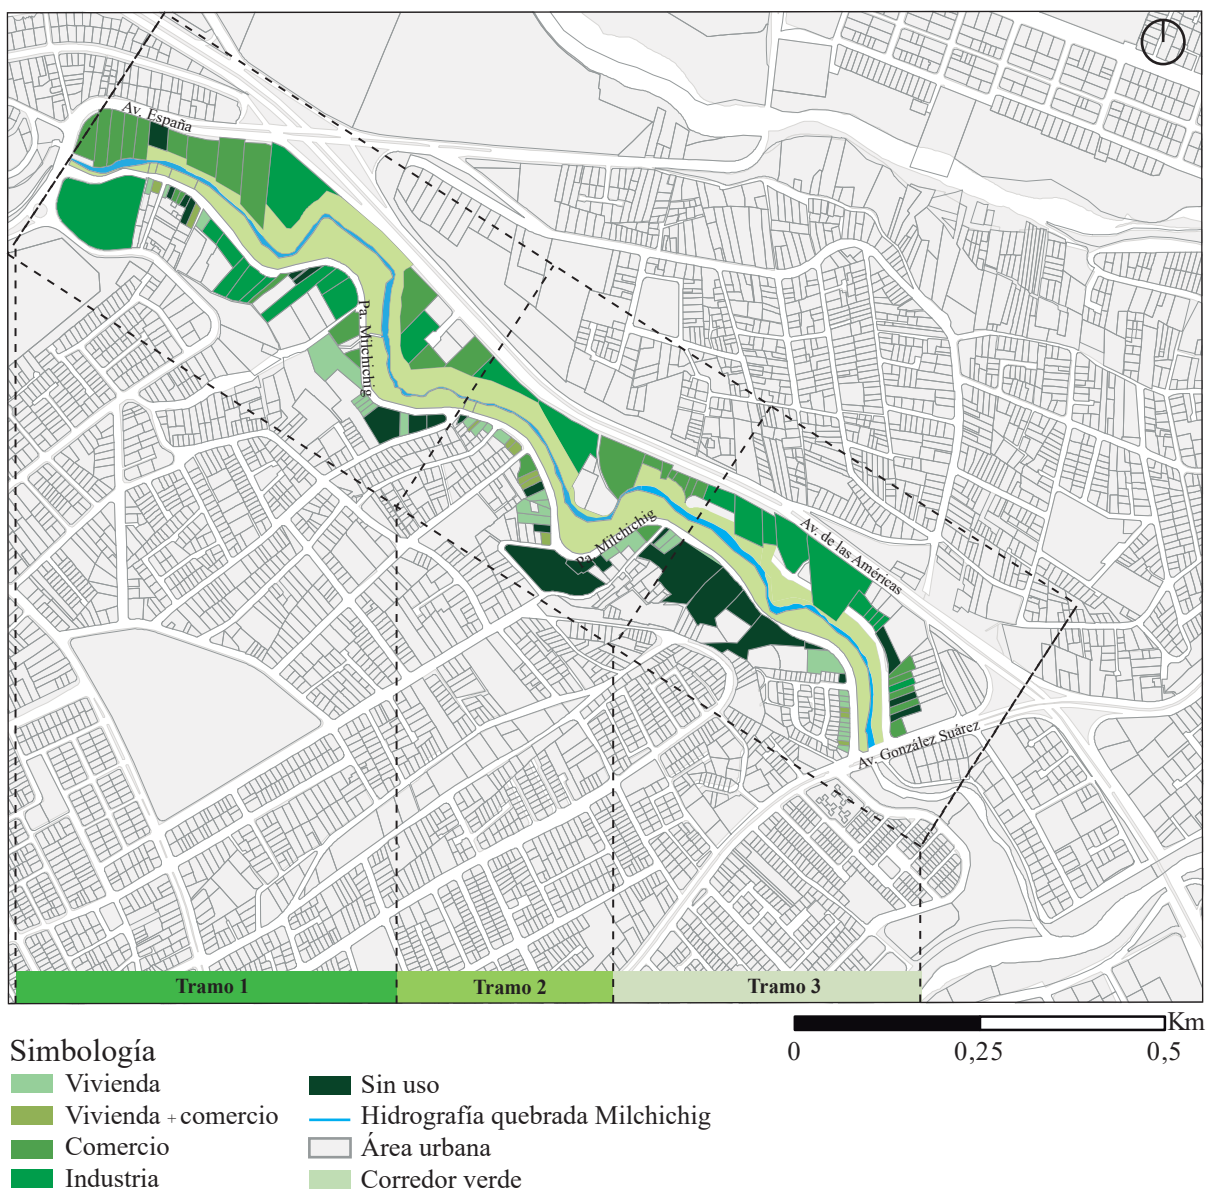 Av. España
Pa. Milchichig
Pa. Milchichig
Av. de las Américas
Av. González Suárez
Tramo 1
Tramo 2
Tramo 3
Km
0
0,25
0,5
Simbología
Vivienda
Vivienda + comercio
Comercio
Industria
Sin uso
Hidrografía quebrada Milchichig
Área urbana
Corredor verde